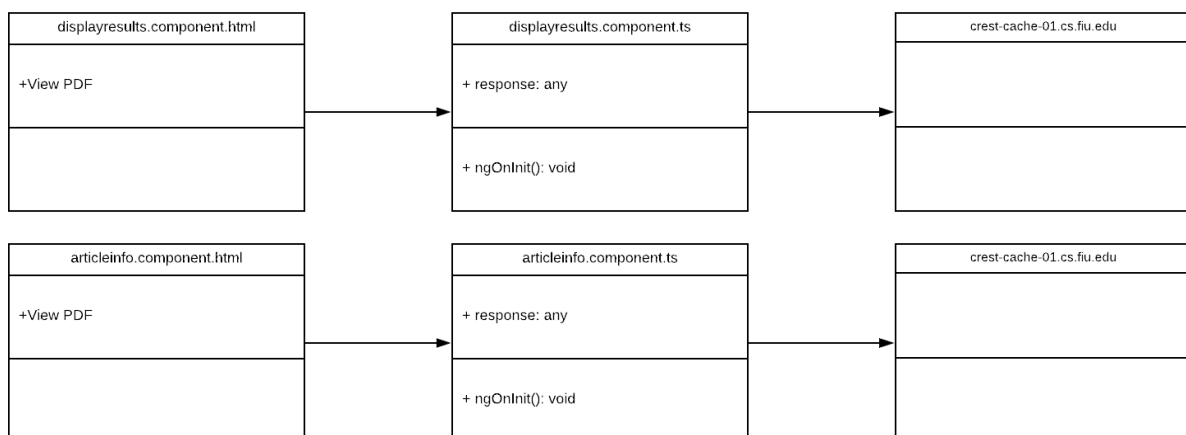 displayresults.component.html
displayresults.component.ts
crest-cache-01.cs.fiu.edu
+View PDF
+ response: any
+ ngOnInit(): void
articleinfo.component.html
articleinfo.component.ts
crest-cache-01.cs.fiu.edu
+View PDF
+ response: any
+ ngOnInit(): void